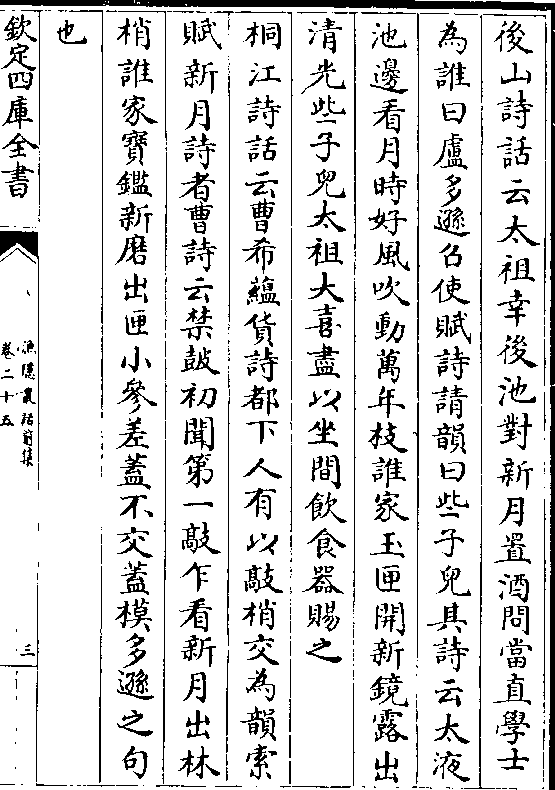 後山詩話云太祖幸後池對新月置酒問當直學士
為誰曰盧多遜召使賦詩請韻曰些子兒其詩云太液
池邊看月時好風吹動萬年枝誰家玉匣開新鏡露出
清光些子兒太祖大喜盡以坐間飲食器賜之
桐江詩話云曹希蘊貨詩都下人有以敲梢交為韻索
賦新月詩者曹詩云禁鼓初聞第一敲乍看新月出林
梢誰家寶鑑新磨出匣小參差蓋不交蓋模多遜之句
也
欽定四庫全書
漁隱叢話前集
卷二十五
三